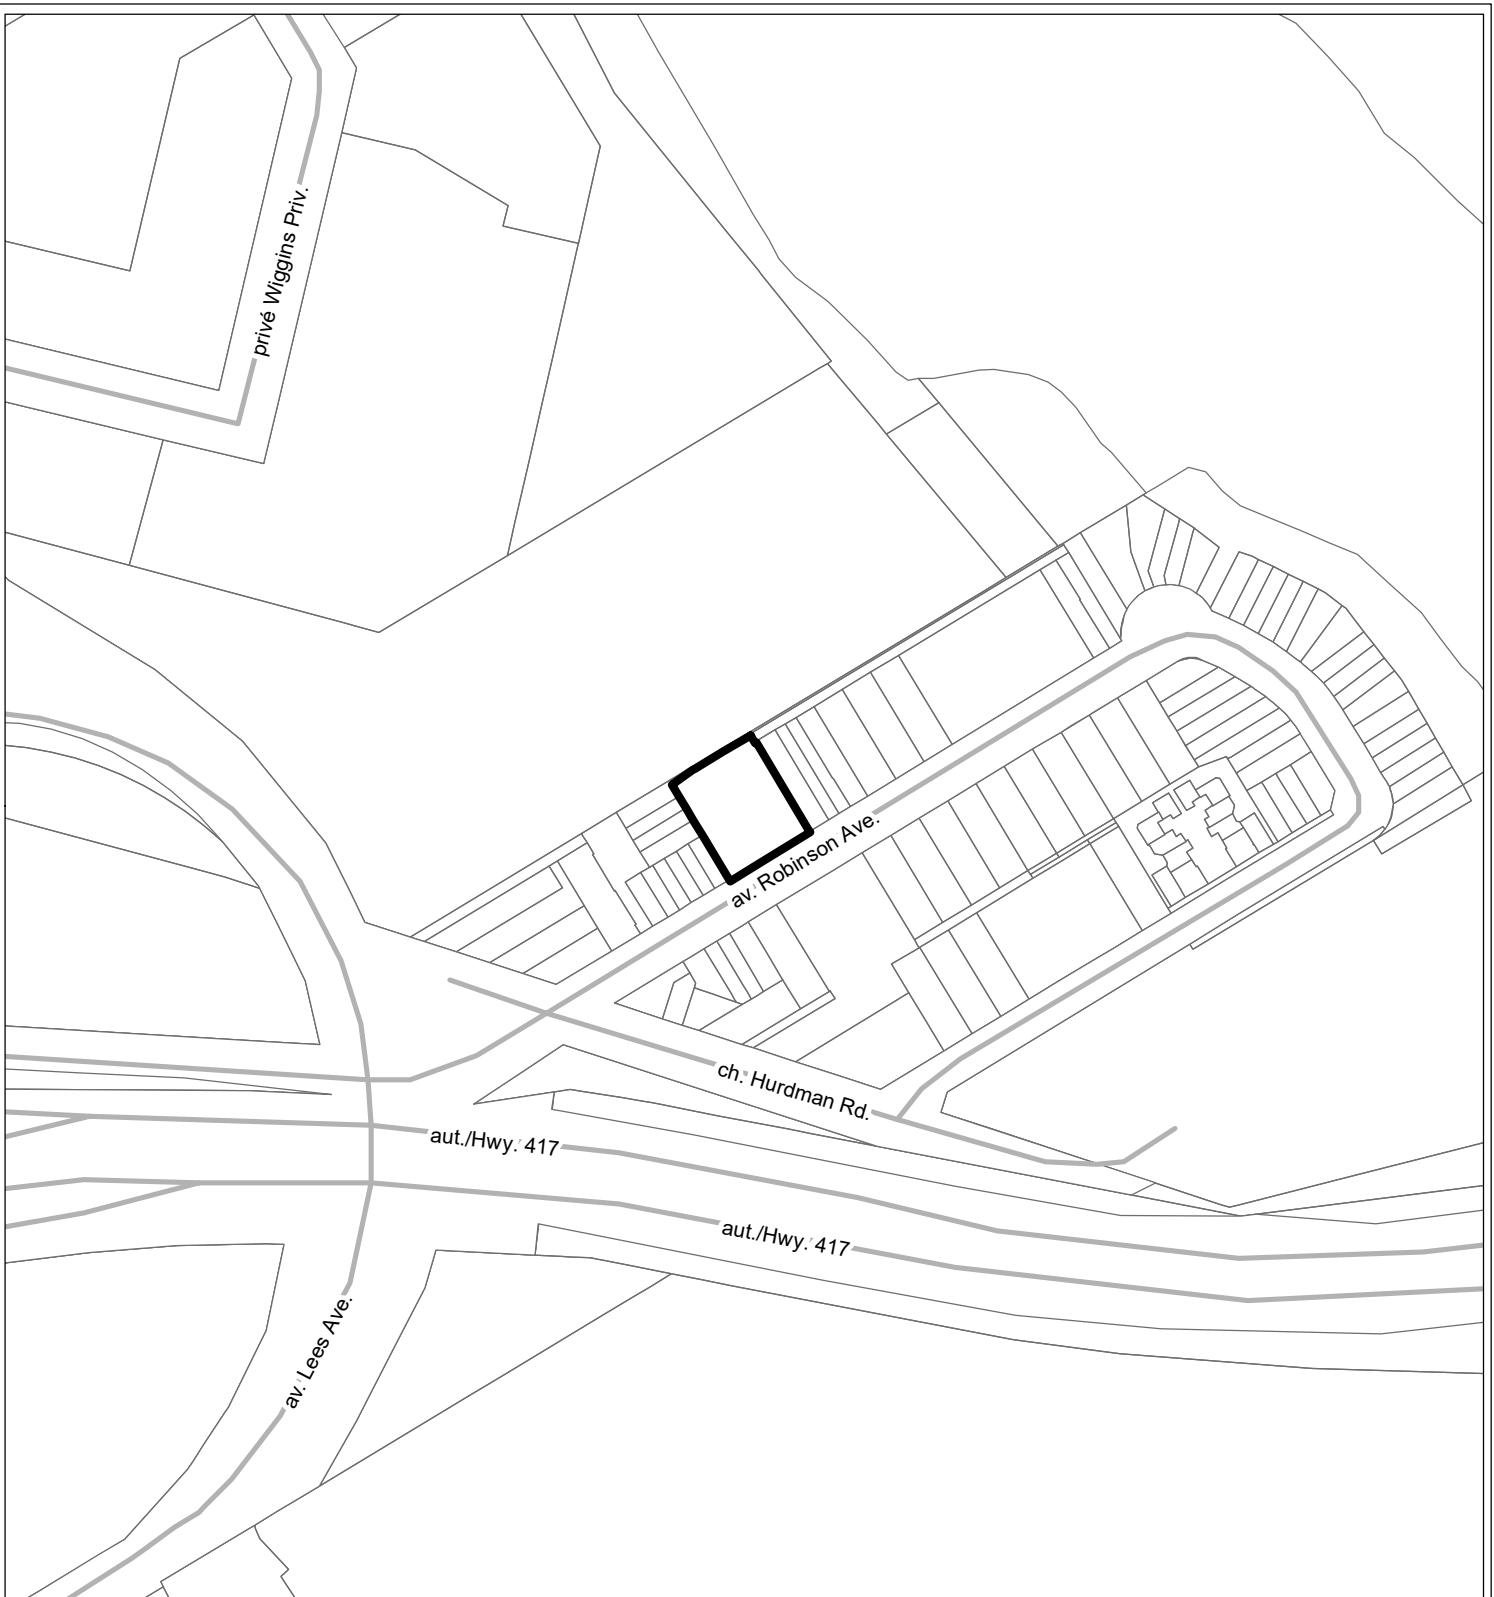 privé Wiggins Priv.
av. Robinson Ave.
ch. Hurdman Rd.
aut./Hwy. 417
aut./Hwy. 417
av. Lees Ave.